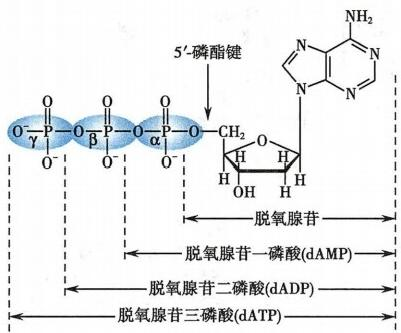 NH₂
N
N
N
N
5′-磷酯键
O
O
O
O⁻
γ
P
O
β
P
O
α
P
O
CH₂
O
O⁻
O⁻
O⁻
H
H
H
H
OH
H
脱氧腺苷
脱氧腺苷一磷酸(dAMP)
脱氧腺苷二磷酸(dADP)
脱氧腺苷三磷酸(dATP)